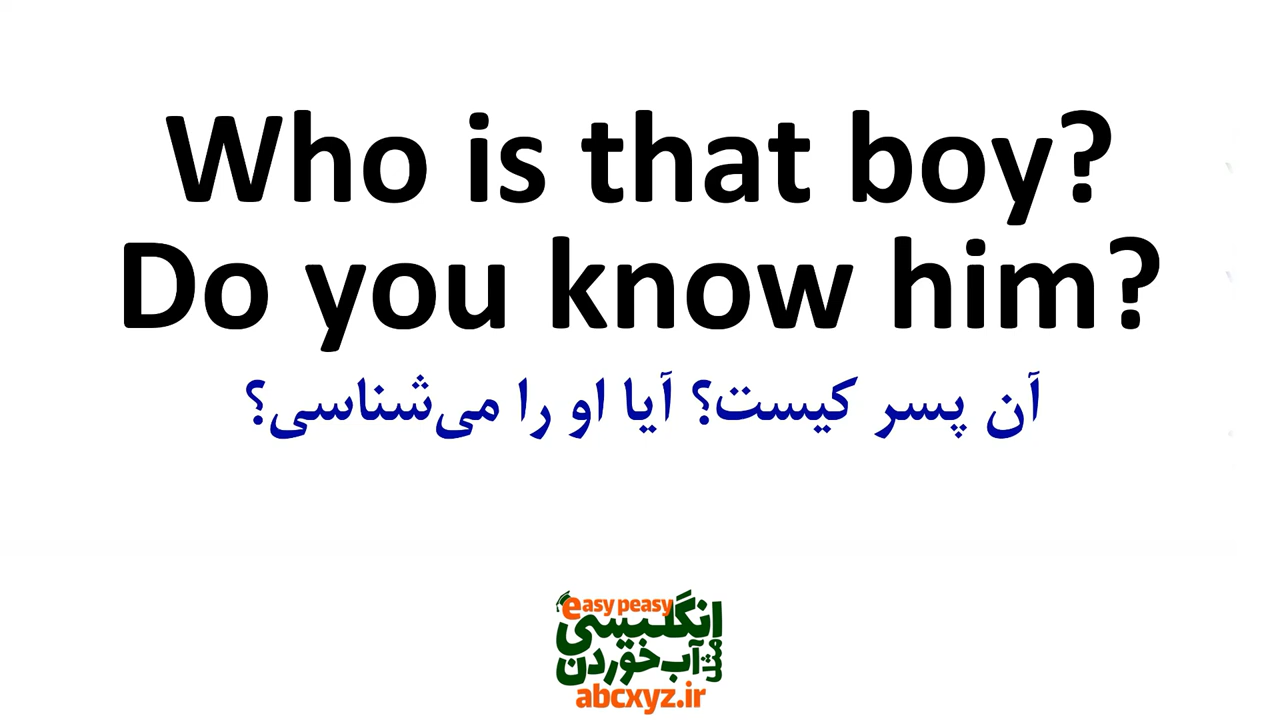 Who is that boy?
Do you know him?
آن پسر کیست؟ آیا او را می‌شناسی؟
easy peasy
انگلیسی
مثل آب خوردن
abcxyz.ir